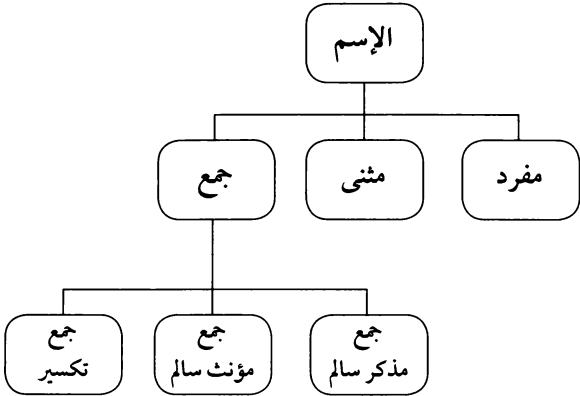 الإسم
مفرد
مثنى
جمع
جمع
مذكر سالم
جمع
مؤنث سالم
جمع
تكسير